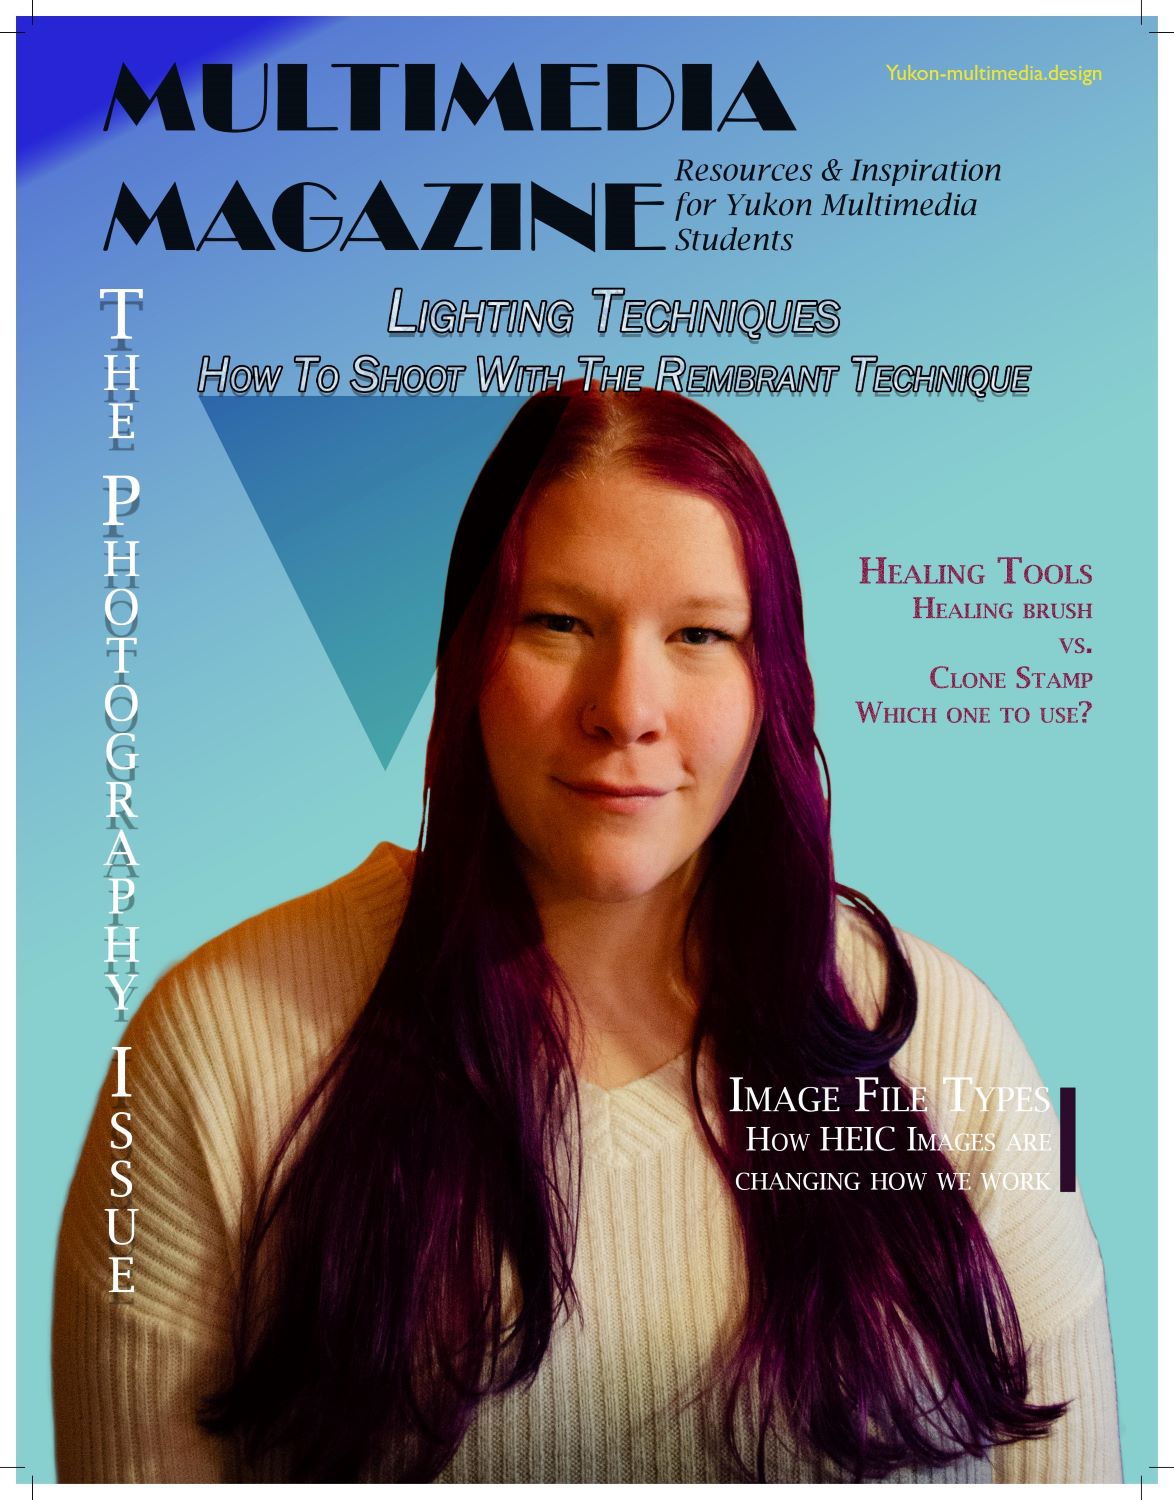 MULTIMEDIA
MAGAZINE
Yukon-multimedia.design
Resources & Inspiration
for Yukon Multimedia
Students
Lighting Techniques
How To Shoot With The Rembrant Technique
The Photography Issue
Healing Tools
Healing brush
vs.
Clone Stamp
Which one to use?
Image File Types
How HEIC Images are
changing how we work